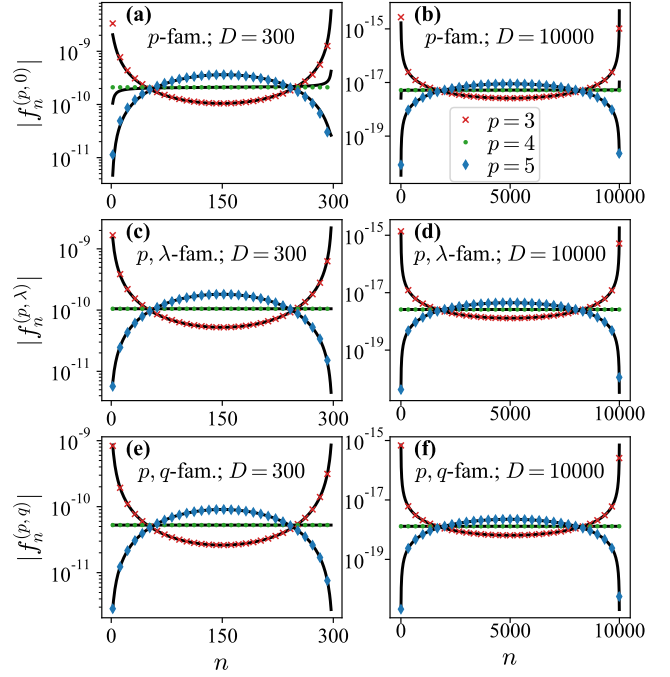 (a) p-fam.; D = 300
(b) p-fam.; D = 10000
|f_n^{(p,0)}|
10^{-9}
10^{-10}
10^{-11}
10^{-15}
10^{-17}
10^{-19}
× p = 3
• p = 4
♦ p = 5
0 150 300
0 5000 10000
(c) p, λ-fam.; D = 300
(d) p, λ-fam.; D = 10000
|f_n^{(p,λ)}|
10^{-9}
10^{-10}
10^{-11}
10^{-15}
10^{-17}
10^{-19}
0 150 300
0 5000 10000
(e) p, q-fam.; D = 300
(f) p, q-fam.; D = 10000
|f_n^{(p,q)}|
10^{-9}
10^{-10}
10^{-11}
10^{-15}
10^{-17}
10^{-19}
0 150 300
0 5000 10000
n
n